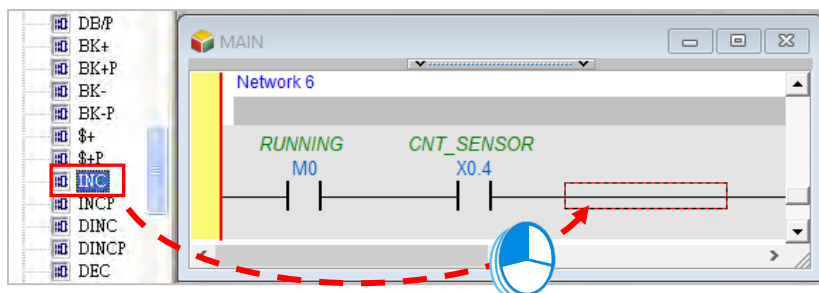 DB/P
BK+
BK+P
BK-
BK-P
$+
$+P
INC
INCP
DINC
DINCP
DEC
MAIN
Network 6
RUNNING CNT_SENSOR
M0 X0.4